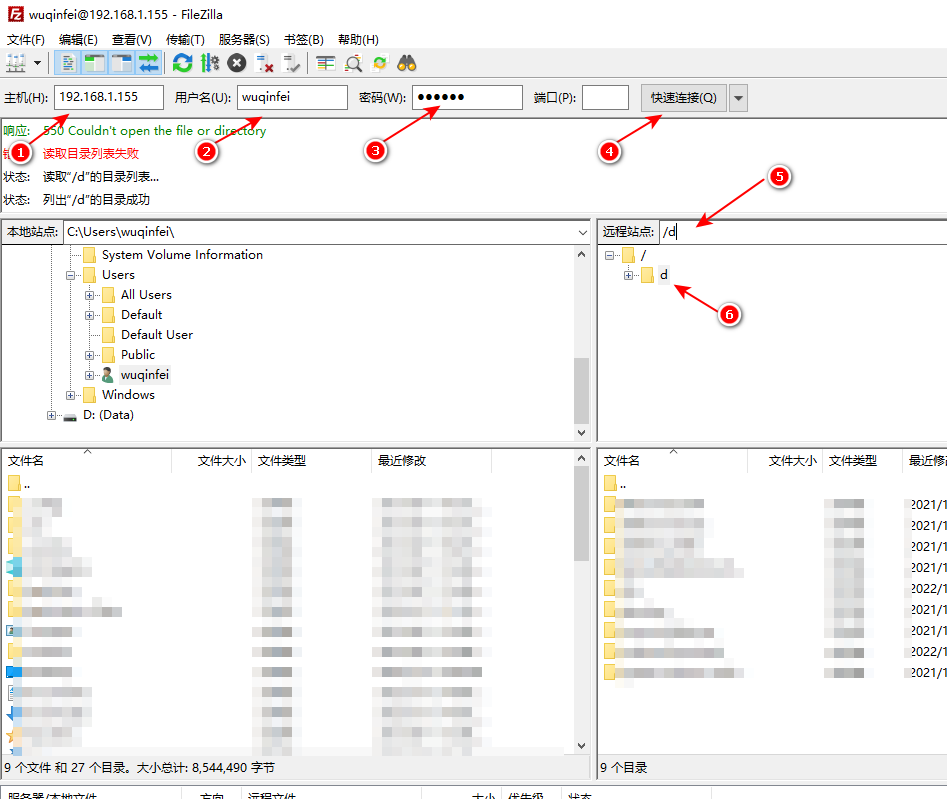 wuqinfei@192.168.1.155 - FileZilla
文件(F) 编辑(E) 查看(V) 传输(T) 服务器(S) 书签(B) 帮助(H)
主机(H): 192.168.1.155 用户名(U): wuqinfei 密码(W): ●●●●●● 端口(P): 快速连接(Q)
1 2 3 4
响应: 550 Couldn't open the file or directory
读取目录列表失败
状态: 读取"/d"的目录列表...
状态: 列出"/d"的目录成功
5
本地站点: C:\Users\wuqinfei\
远程站点: /d
System Volume Information
Users
All Users
Default
Default User
Public
wuqinfei
Windows
D: (Data)
/
d
6
文件名 文件大小 文件类型 最近修改
..
9 个文件 和 27 个目录。大小总计: 8,544,490 字节
文件名 文件大小 文件类型 最近修
..
2021/1
2021/1
2021/1
2021/1
2022/1
2021/1
2021/1
2022/1
2021/1
9 个目录
服务器/本地文件 方向 远程文件 大小 优先级 状态